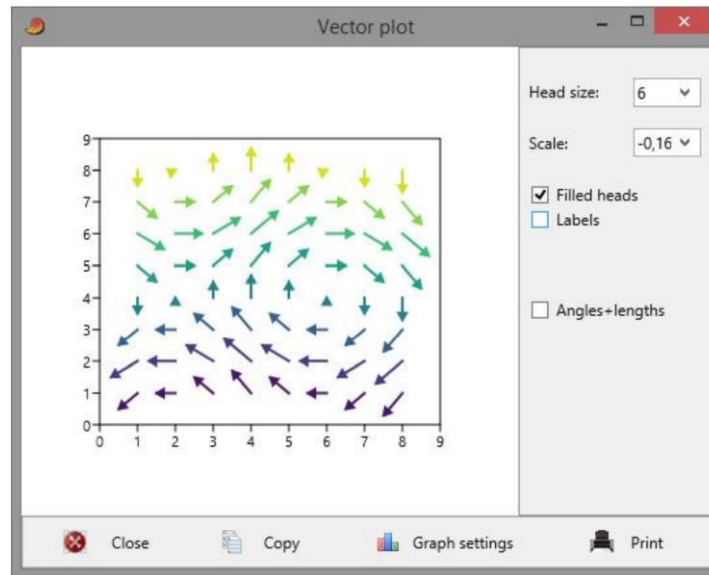 Vector plot
Head size:
6
Scale:
-0,16
Filled heads
Labels
Angles+lengths
9
8
7
6
5
4
3
2
1
0
0 1 2 3 4 5 6 7 8 9
Close Copy Graph settings Print